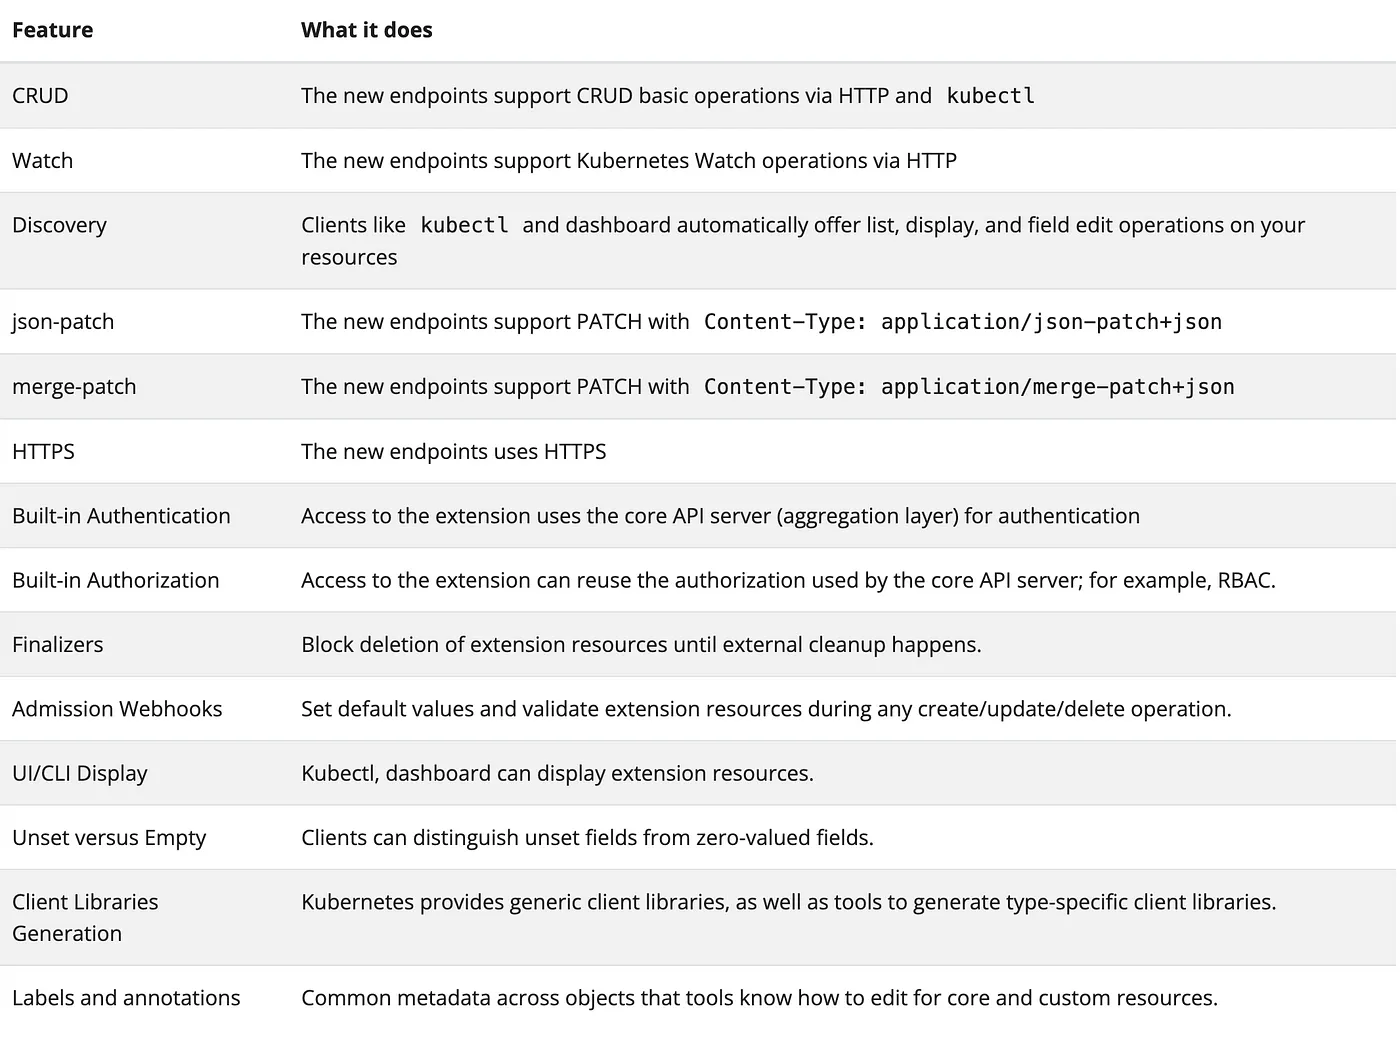 Feature What it does
CRUD The new endpoints support CRUD basic operations via HTTP and kubectl
Watch The new endpoints support Kubernetes Watch operations via HTTP
Discovery Clients like kubectl and dashboard automatically offer list, display, and field edit operations on your
resources
json-patch The new endpoints support PATCH with Content-Type: application/json-patch+json
merge-patch The new endpoints support PATCH with Content-Type: application/merge-patch+json
HTTPS The new endpoints uses HTTPS
Built-in Authentication Access to the extension uses the core API server (aggregation layer) for authentication
Built-in Authorization Access to the extension can reuse the authorization used by the core API server; for example, RBAC.
Finalizers Block deletion of extension resources until external cleanup happens.
Admission Webhooks Set default values and validate extension resources during any create/update/delete operation.
UI/CLI Display Kubectl, dashboard can display extension resources.
Unset versus Empty Clients can distinguish unset fields from zero-valued fields.
Client Libraries Kubernetes provides generic client libraries, as well as tools to generate type-specific client libraries.
Generation
Labels and annotations Common metadata across objects that tools know how to edit for core and custom resources.